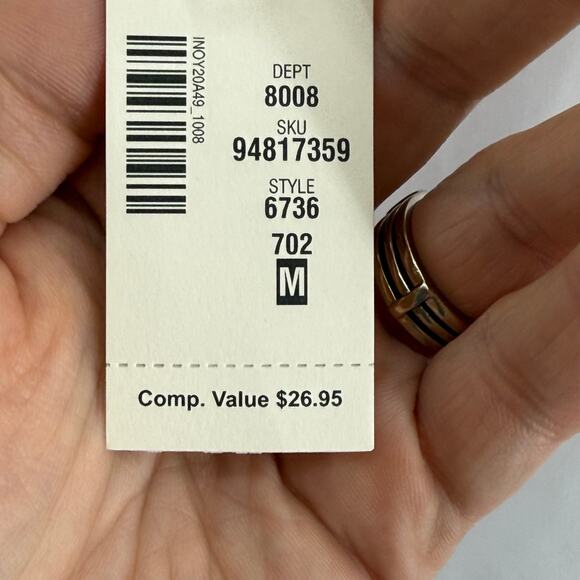 INOY20A49_1008
DEPT
8008
SKU
94817359
STYLE
6736
702
M
Comp. Value $26.95